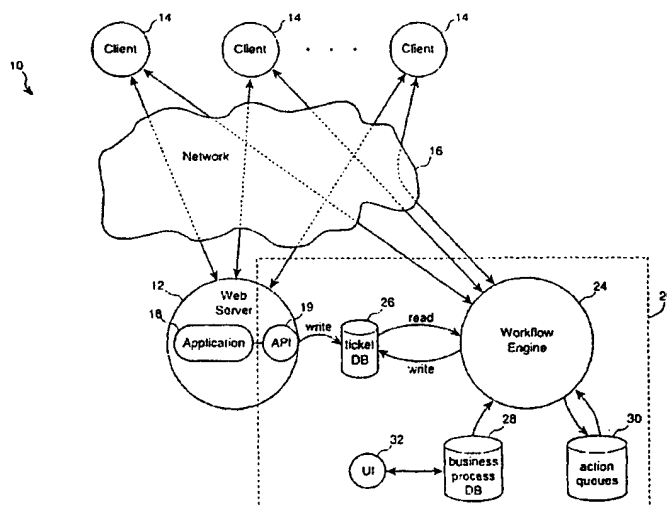 14 14 14
Client Client . . . Client
10
Network
16
12 Web Server 18 Application 19 API
write
26 ticket DB
read
write
24 Workflow Engine
2
32 UI
28 business process DB
30 action queues